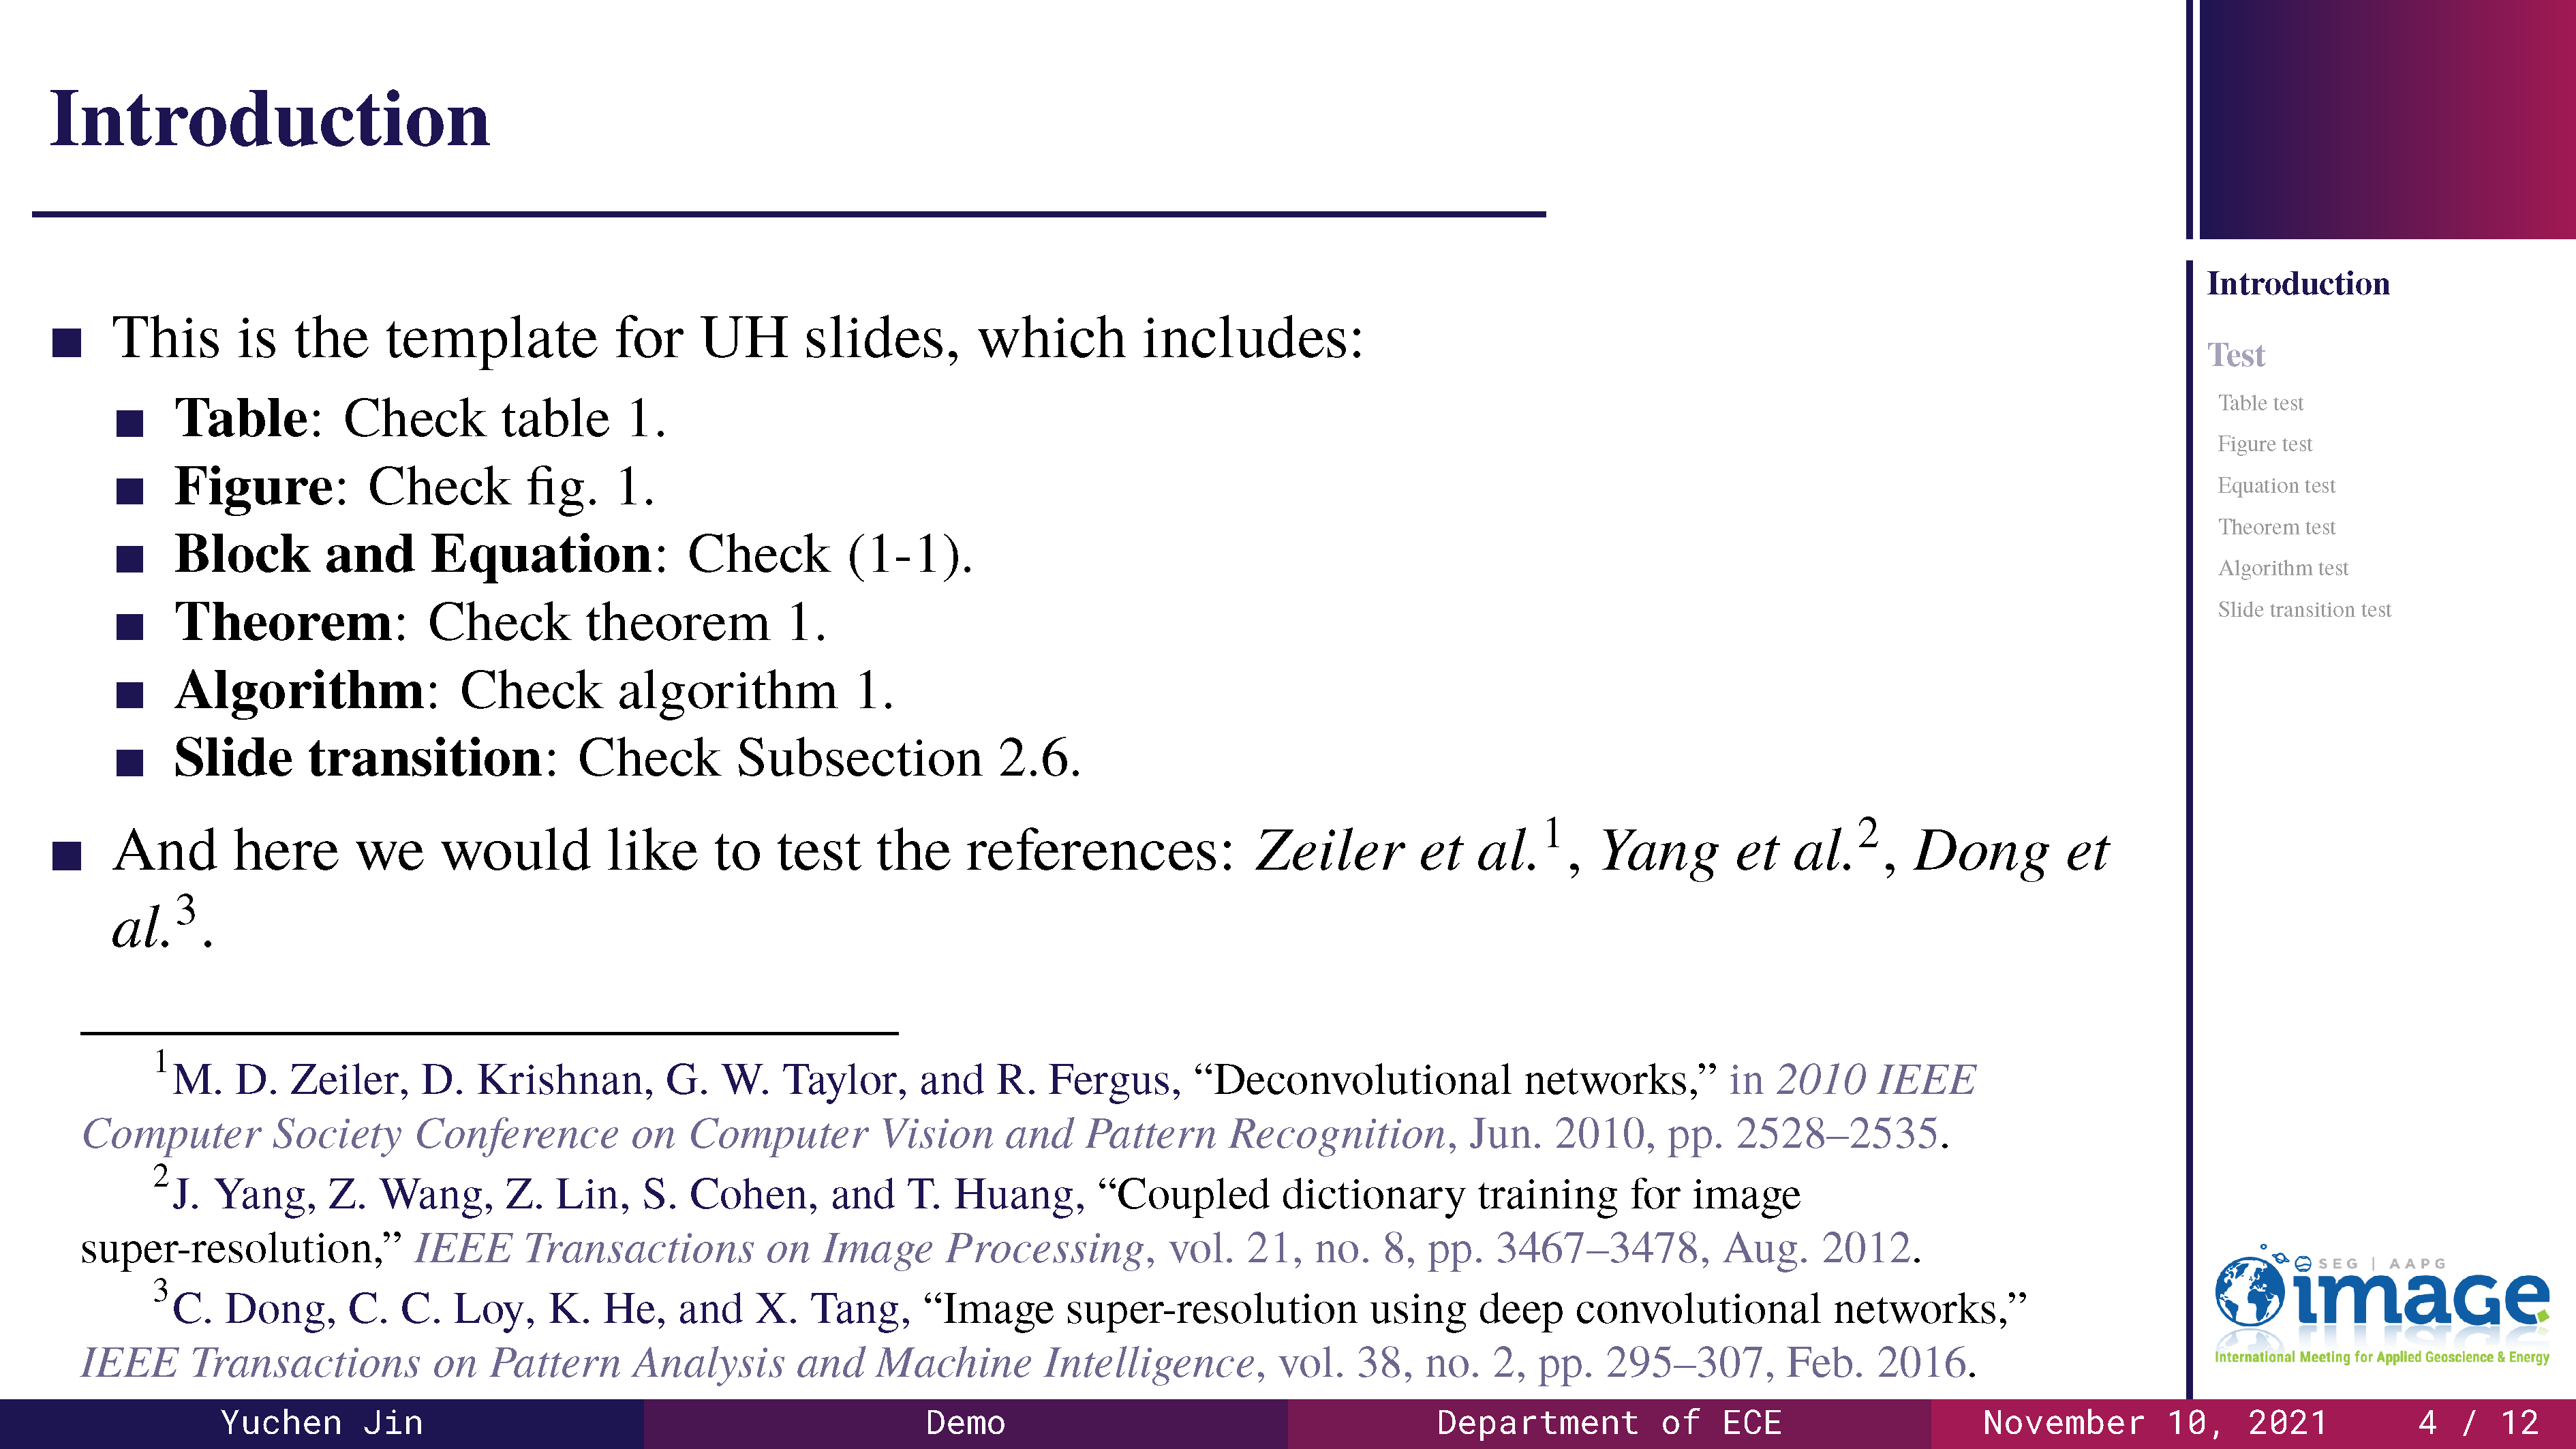 Introduction
■ This is the template for UH slides, which includes:
■ Table: Check table 1.
■ Figure: Check fig. 1.
■ Block and Equation: Check (1-1).
■ Theorem: Check theorem 1.
■ Algorithm: Check algorithm 1.
■ Slide transition: Check Subsection 2.6.
■ And here we would like to test the references: Zeiler et al.1, Yang et al.2, Dong et
al.3.
1M. D. Zeiler, D. Krishnan, G. W. Taylor, and R. Fergus, “Deconvolutional networks,” in 2010 IEEE
Computer Society Conference on Computer Vision and Pattern Recognition, Jun. 2010, pp. 2528–2535.
2J. Yang, Z. Wang, Z. Lin, S. Cohen, and T. Huang, “Coupled dictionary training for image
super-resolution,” IEEE Transactions on Image Processing, vol. 21, no. 8, pp. 3467–3478, Aug. 2012.
3C. Dong, C. C. Loy, K. He, and X. Tang, “Image super-resolution using deep convolutional networks,”
IEEE Transactions on Pattern Analysis and Machine Intelligence, vol. 38, no. 2, pp. 295–307, Feb. 2016.
Introduction
Test
Table test
Figure test
Equation test
Theorem test
Algorithm test
Slide transition test
SEG | AAPG
image
International Meeting for Applied Geoscience & Energy
Yuchen Jin Demo Department of ECE November 10, 2021 4 / 12